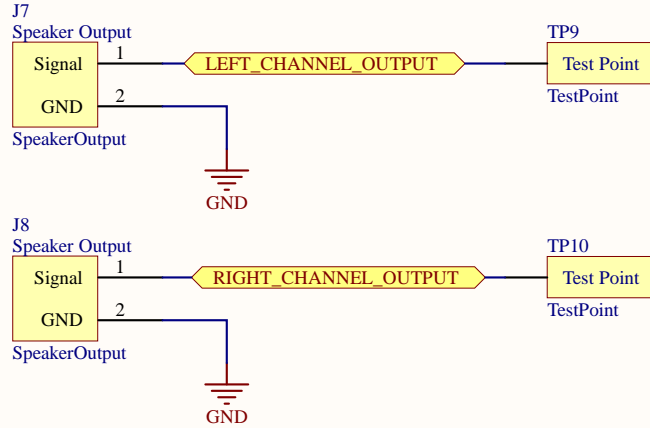 J7
Speaker Output
Signal 1 LEFT_CHANNEL_OUTPUT
GND 2
SpeakerOutput
GND
TP9
Test Point
TestPoint
J8
Speaker Output
Signal 1 RIGHT_CHANNEL_OUTPUT
GND 2
SpeakerOutput
GND
TP10
Test Point
TestPoint